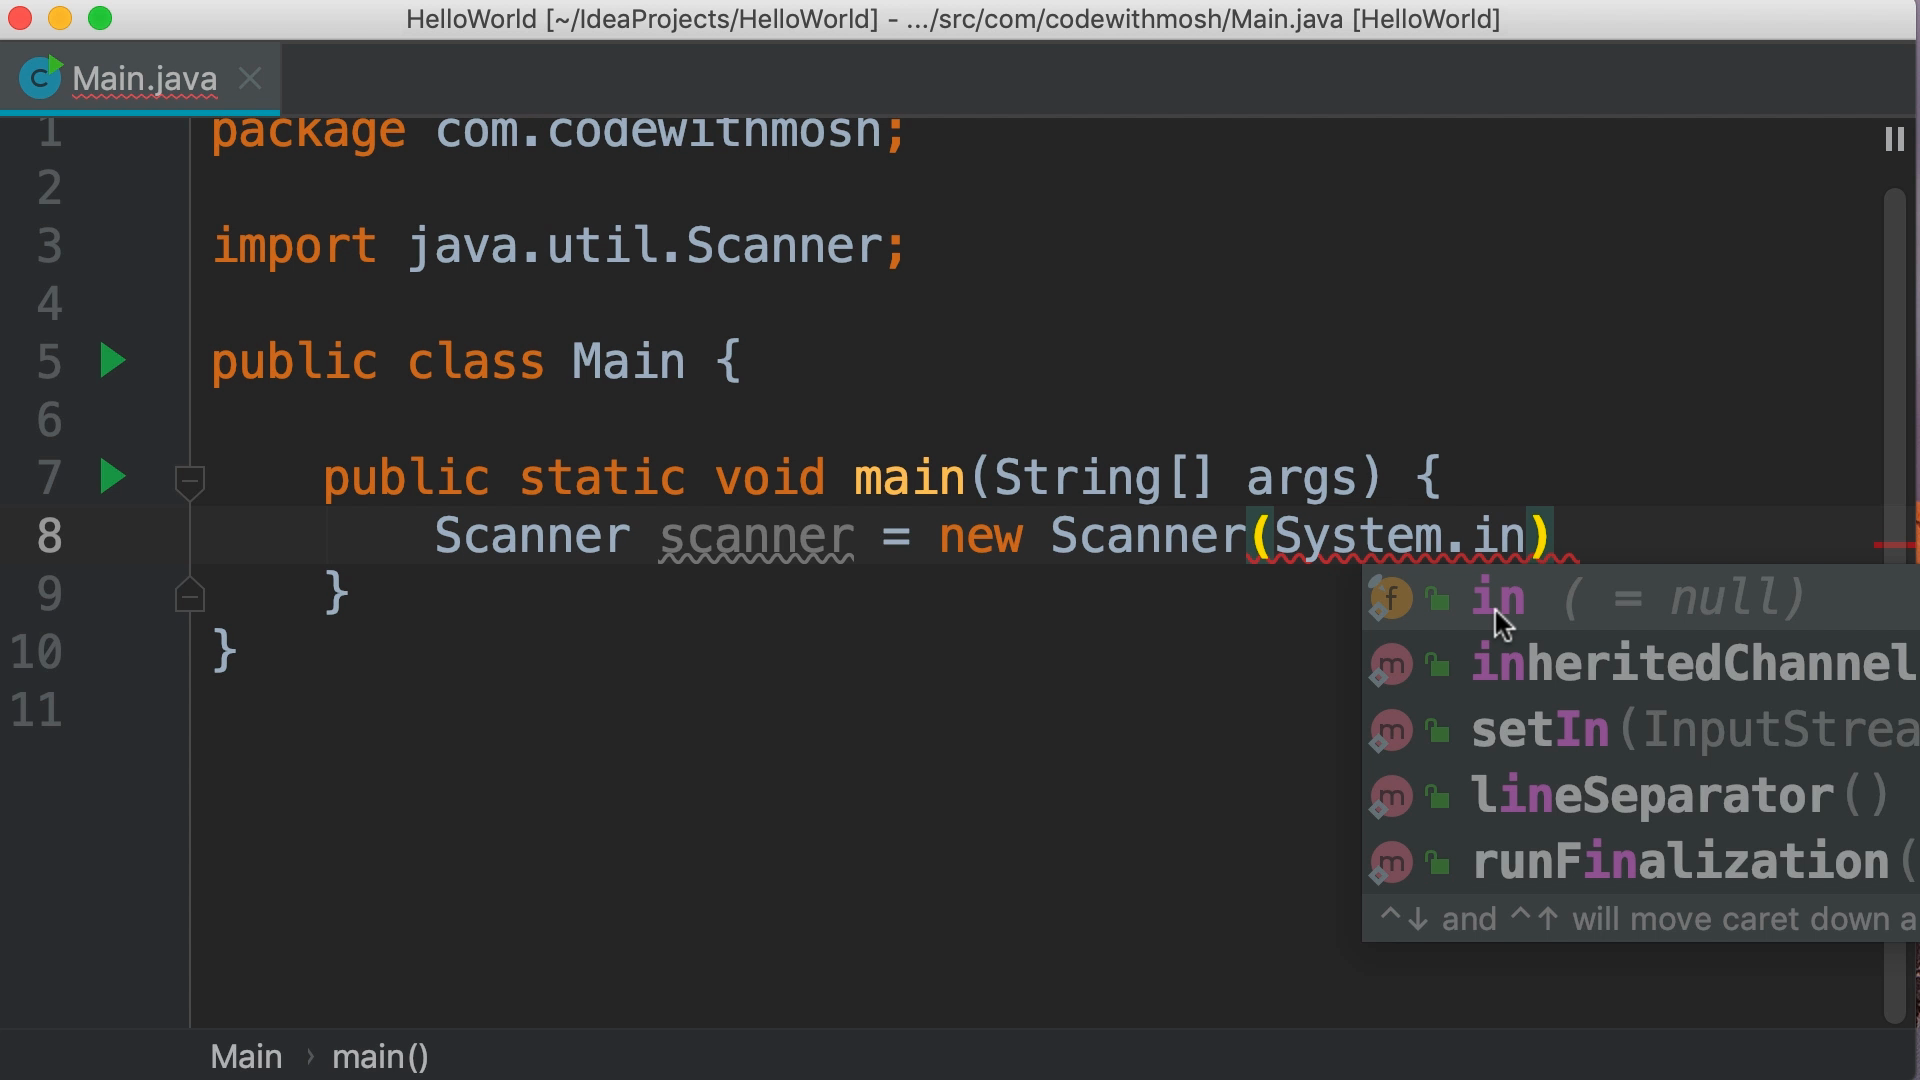 HelloWorld [~/IdeaProjects/HelloWorld] - .../src/com/codewithmosh/Main.java [HelloWorld]
C Main.java
1 package com.codewithmosh;
2
3 import java.util.Scanner;
4
5 public class Main {
6
7 public static void main(String[] args) {
8 Scanner scanner = new Scanner(System.in)
9 }
10 }
11
f in ( = null)
m inheritedChannel
m setIn(InputStrea
m lineSeparator()
m runFinalization(
^↓ and ^↑ will move caret down a
Main › main()